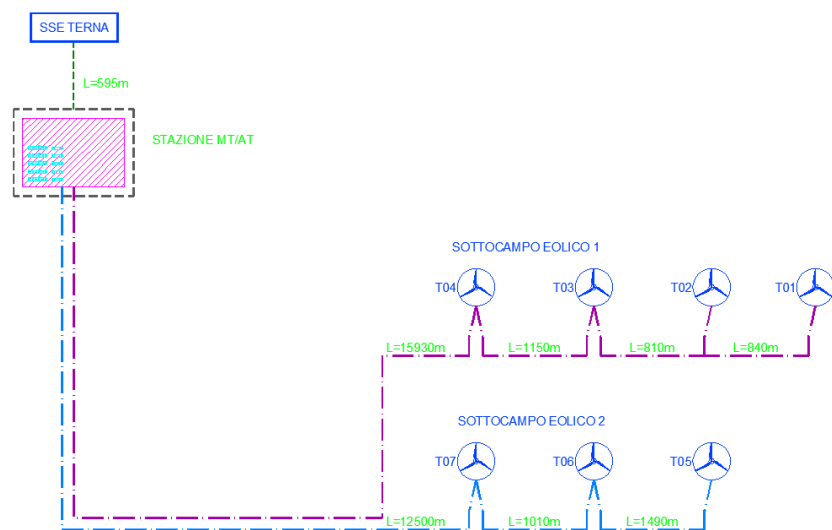 SSE TERNA
L=595m
STAZIONE MT/AT
SOTTOCAMPO EOLICO 1
T04 T03 T02 T01
L=15930m L=1150m L=810m L=840m
SOTTOCAMPO EOLICO 2
T07 T06 T05
L=12500m L=1010m L=1490m